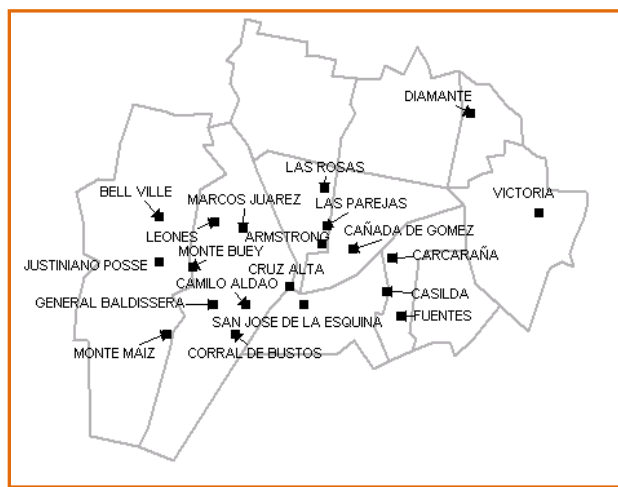 DIAMANTE
LAS ROSAS
BELL VILLE
MARCOS JUAREZ
VICTORIA
LAS PAREJAS
LEONES
ARMSTRONG
CAÑADA DE GOMEZ
MONTE BUEY
CARCARAÑA
JUSTINIANO POSSE
CRUZ ALTA
CAMILO ALDAO
CASILDA
GENERAL BALDISSERA
SAN JOSE DE LA ESQUINA
FUENTES
MONTE MAIZ
CORRAL DE BUSTOS